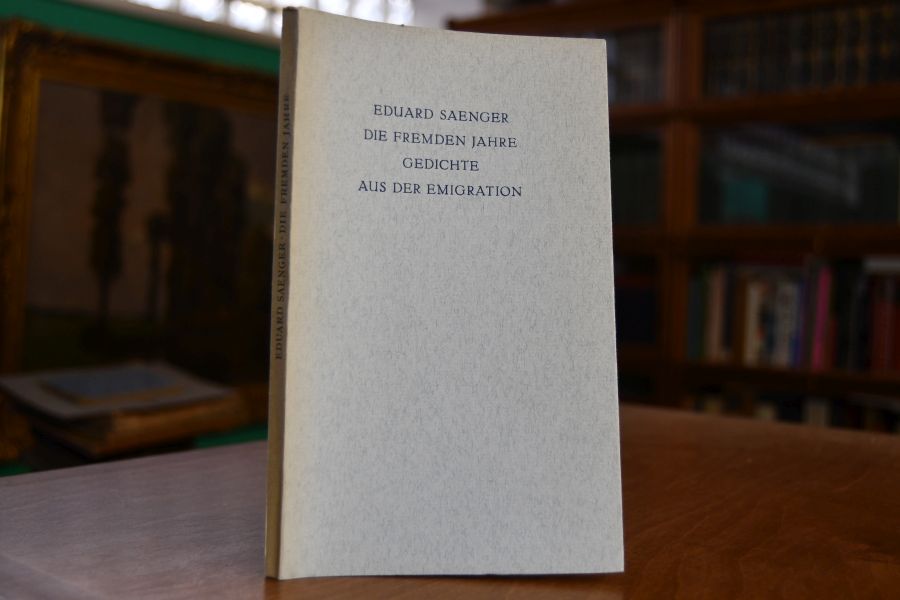 EDUARD SAENGER
DIE FREMDEN JAHRE
GEDICHTE
AUS DER EMIGRATION
EDUARD SAENGER · DIE FREMDEN JAHRE